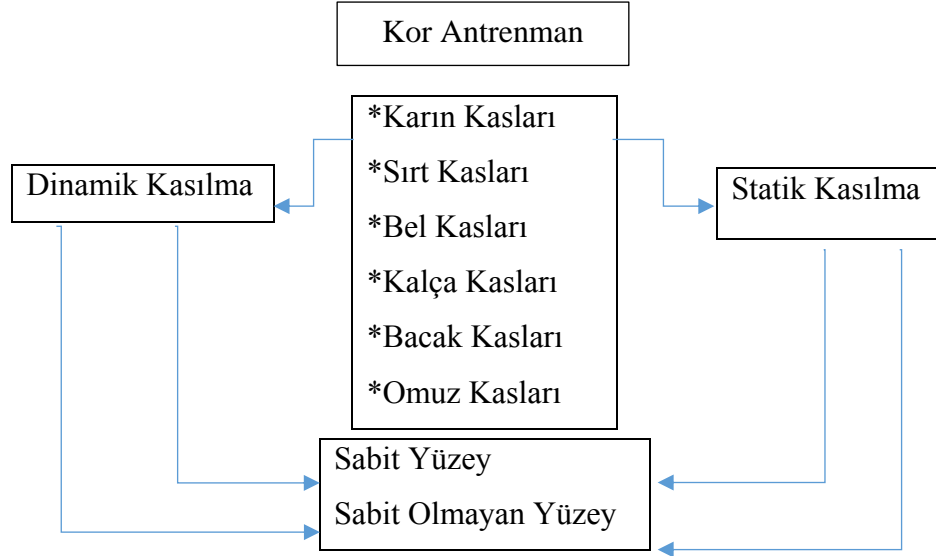 Kor Antrenman
*Karın Kasları
*Sırt Kasları
*Bel Kasları
*Kalça Kasları
*Bacak Kasları
*Omuz Kasları
Dinamik Kasılma
Statik Kasılma
Sabit Yüzey
Sabit Olmayan Yüzey